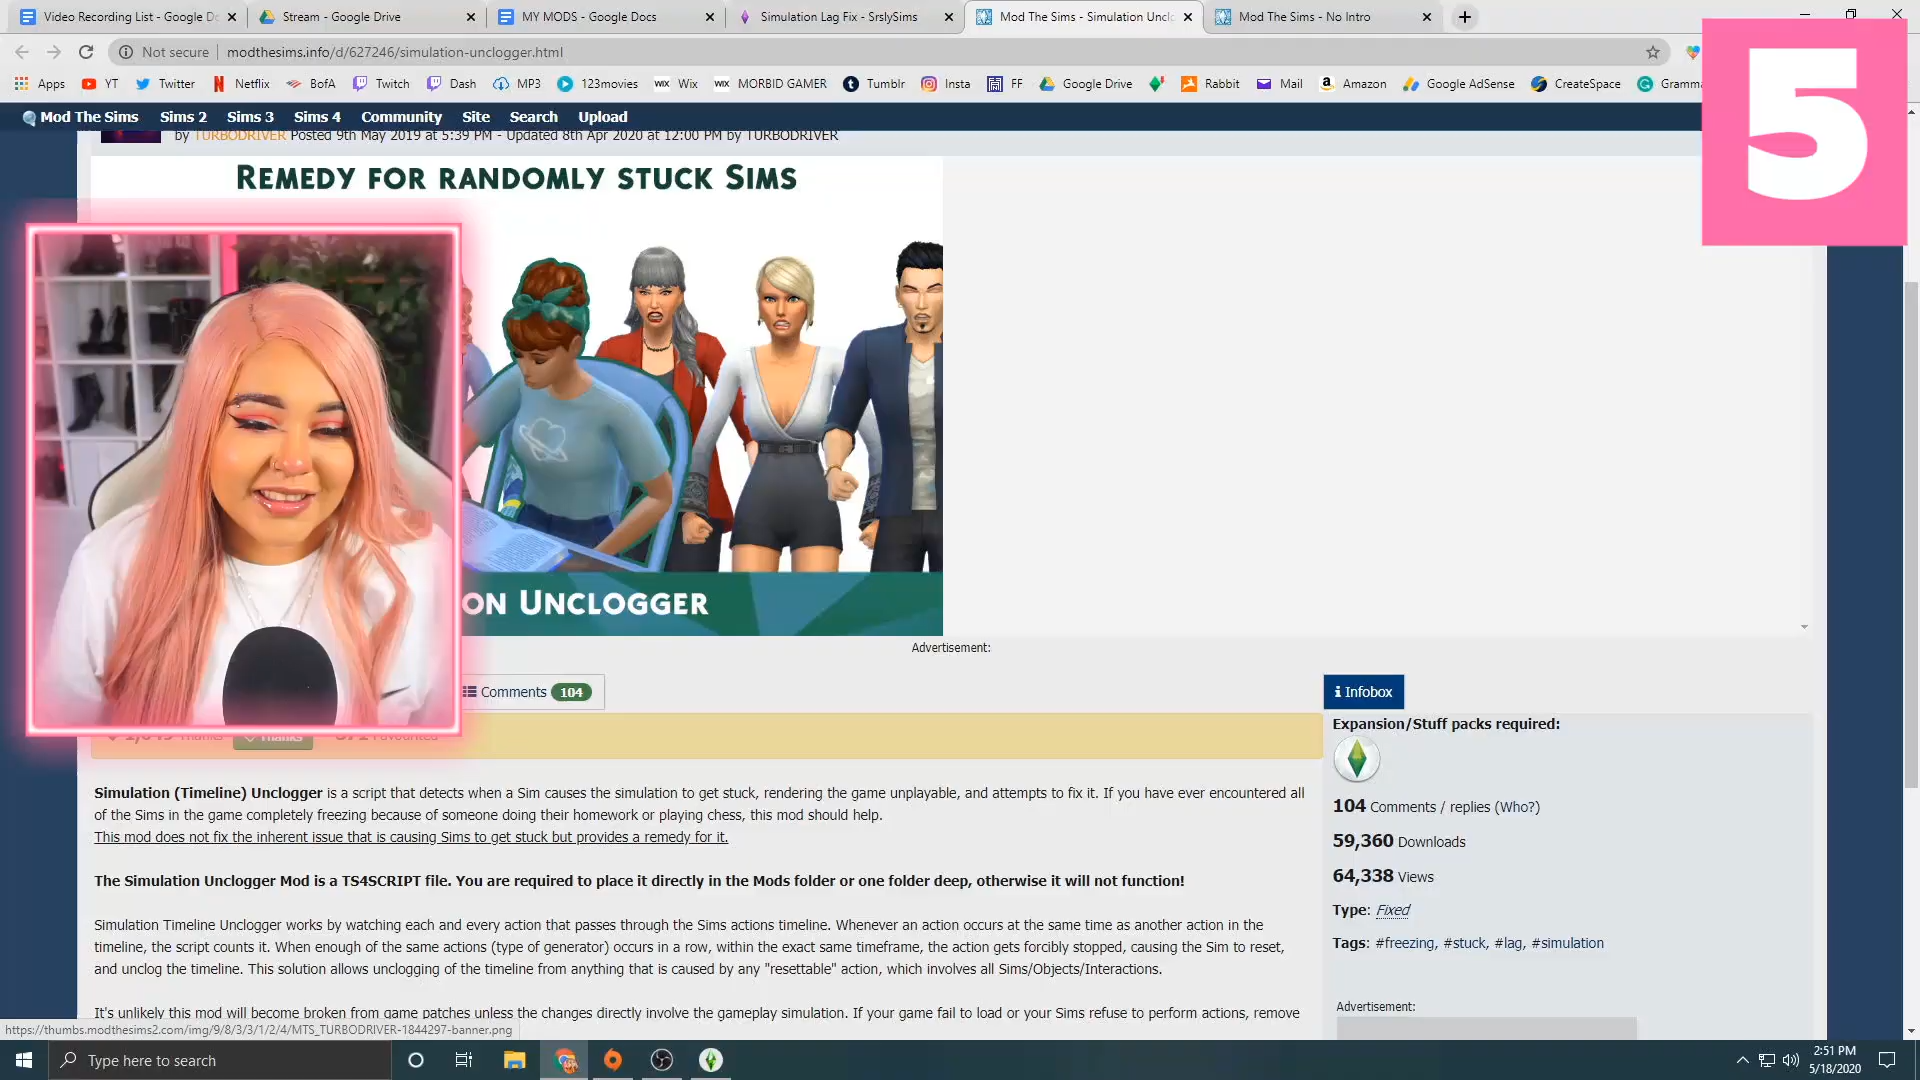 Video Recording List - Google Do
Stream - Google Drive
MY MODS - Google Docs
Simulation Lag Fix - SrslySims
Mod The Sims - Simulation Unclo
Mod The Sims - No Intro
Not secure
modthesims.info/d/627246/simulation-unclogger.html
Apps
YT
Twitter
Netflix
BofA
Twitch
Dash
MP3
123movies
WIX Wix
WIX MORBID GAMER
Tumblr
Insta
FF
Google Drive
Rabbit
Mail
Amazon
Google AdSense
CreateSpace
Gramma
5
Mod The Sims
Sims 2
Sims 3
Sims 4
Community
Site
Search
Upload
by TURBODRIVER Posted 9th May 2019 at 5:39 PM - Updated 8th Apr 2020 at 12:00 PM by TURBODRIVER
REMEDY FOR RANDOMLY STUCK SIMS
ON UNCLOGGER
Advertisement:
Comments 104
Infobox
Thanks
Expansion/Stuff packs required:
104 Comments / replies (Who?)
59,360 Downloads
64,338 Views
Type: Fixed
Tags: #freezing, #stuck, #lag, #simulation
Advertisement:
Simulation (Timeline) Unclogger is a script that detects when a Sim causes the simulation to get stuck, rendering the game unplayable, and attempts to fix it. If you have ever encountered all
of the Sims in the game completely freezing because of someone doing their homework or playing chess, this mod should help.
This mod does not fix the inherent issue that is causing Sims to get stuck but provides a remedy for it.
The Simulation Unclogger Mod is a TS4SCRIPT file. You are required to place it directly in the Mods folder or one folder deep, otherwise it will not function!
Simulation Timeline Unclogger works by watching each and every action that passes through the Sims actions timeline. Whenever an action occurs at the same time as another action in the
timeline, the script counts it. When enough of the same actions (type of generator) occurs in a row, within the exact same timeframe, the action gets forcibly stopped, causing the Sim to reset,
and unclog the timeline. This solution allows unclogging of the timeline from anything that is caused by any "resettable" action, which involves all Sims/Objects/Interactions.
It's unlikely this mod will become broken from game patches unless the changes directly involve the gameplay simulation. If your game fail to load or your Sims refuse to perform actions, remove
https://thumbs.modthesims2.com/img/9/8/3/3/1/2/4/MTS_TURBODRIVER-1844297-banner.png
Type here to search
2:51 PM
5/18/2020